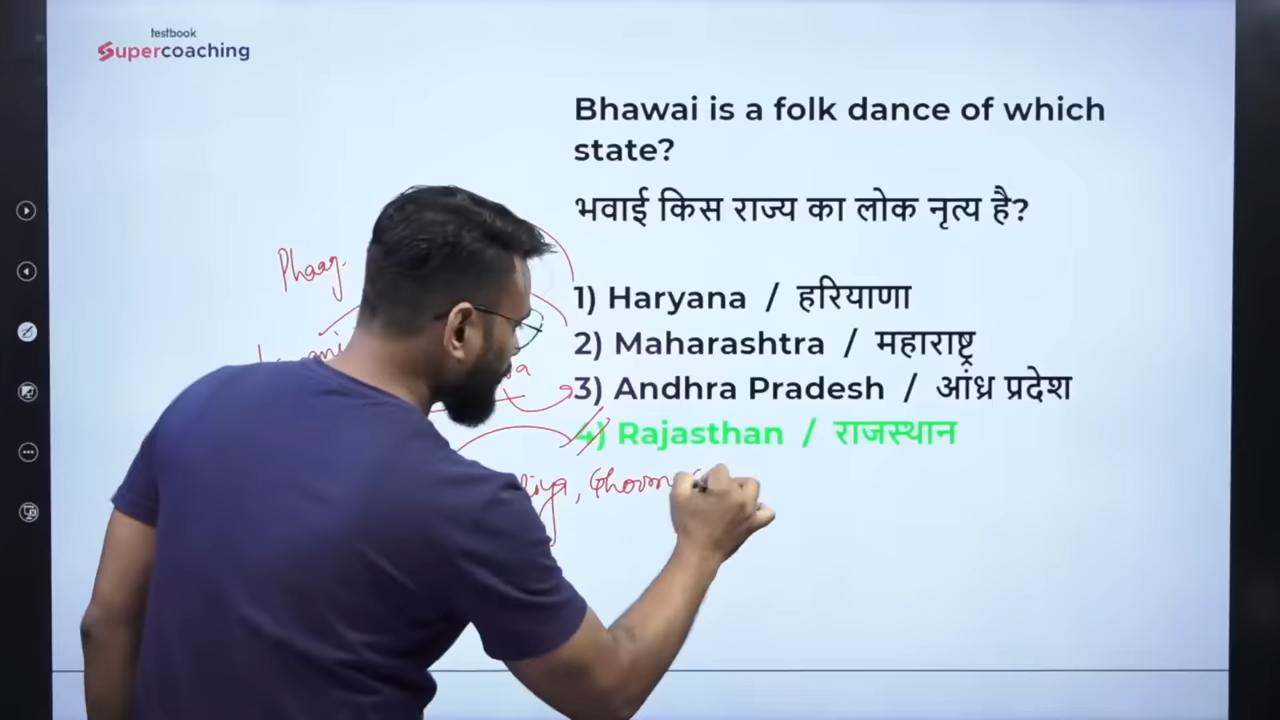 testbook
Supercoaching
Bhawai is a folk dance of which
state?
भवाई किस राज्य का लोक नृत्य है?
Phaag.
1) Haryana / हरियाणा
2) Maharashtra / महाराष्ट्र
3) Andhra Pradesh / आंध्र प्रदेश
4) Rajasthan / राजस्थान